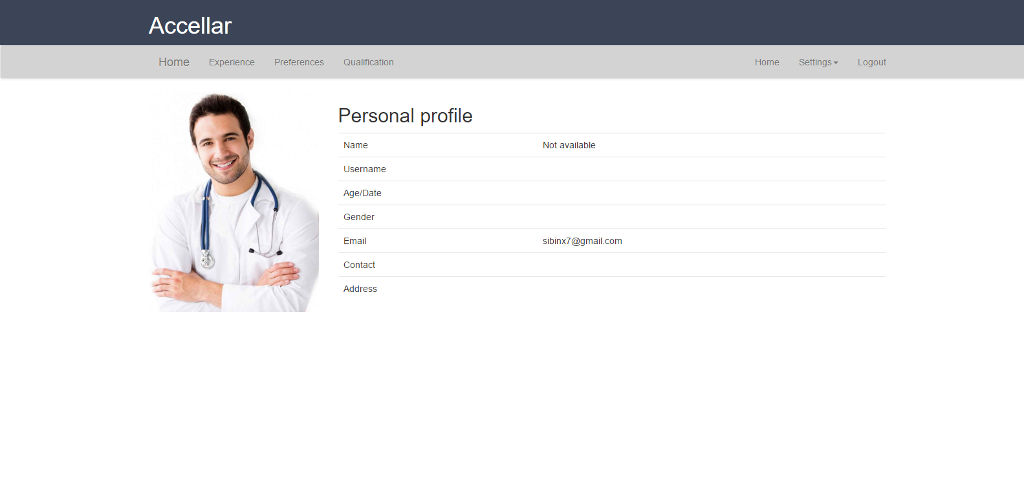 Accellar
Home Experience Preferences Qualification Home Settings Logout
Personal profile
Name Not available
Username
Age/Date
Gender
Email sibinx7@gmail.com
Contact
Address